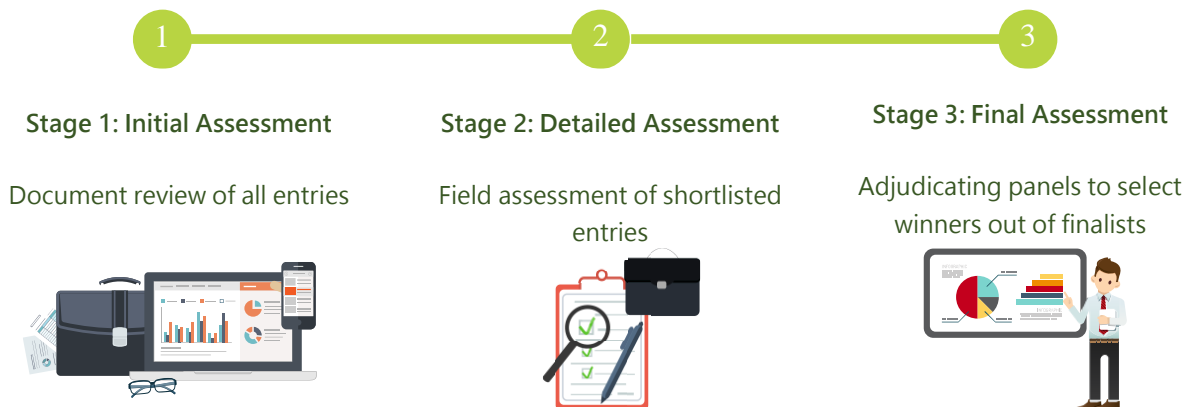 1
2
3
Stage 1: Initial Assessment
Document review of all entries
Stage 2: Detailed Assessment
Field assessment of shortlisted
entries
Stage 3: Final Assessment
Adjudicating panels to select
winners out of finalists